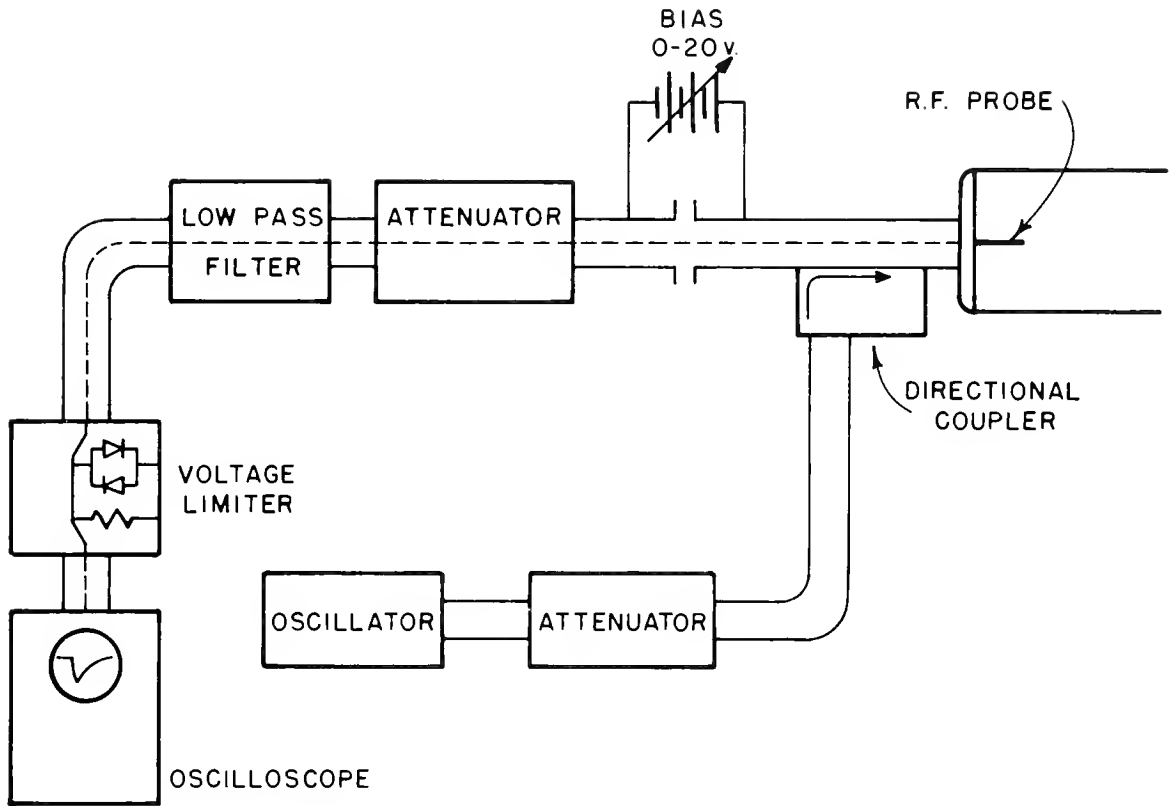 BIAS
0-20 v.
R.F. PROBE
LOW PASS
FILTER
ATTENUATOR
DIRECTIONAL
COUPLER
VOLTAGE
LIMITER
OSCILLATOR
ATTENUATOR
OSCILLOSCOPE